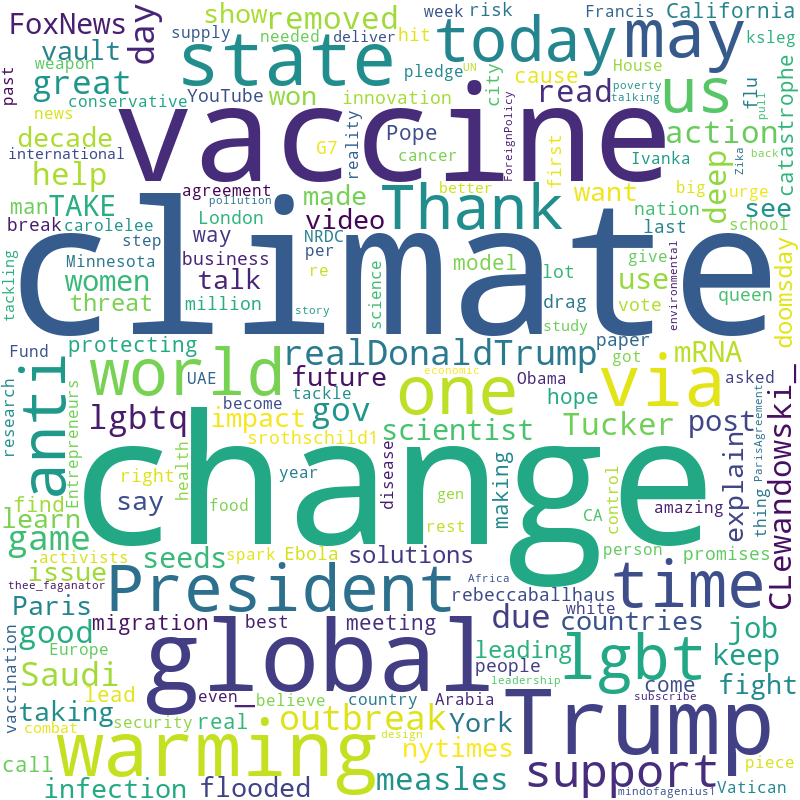 FoxNews day supply show removed week risk Francis California
vault needed deliver today hit may House ksleg
past weapon great state pledge UN cause city poverty talking flu
conservative YouTube won innovation read us catastrophe
news decade vaccine Pope reality G7 cancer ForeignPolicy first action Ivanka Zika pull back
international help agreement pollution made better want big urge deep see
man TAKE London Thank nation school
break carolelee step way video last
tackling Minnesota business NRDC per climate model lot give environmental queen doomsday
women talk re science use
threat million story drag study vote
Fund protecting realDonaldTrump paper mRNA
world UAE future economic one got via asked
anti tackle Obama hope
research Entrepreneurs lgbtq become impact gov scientist Tucker post
srothschild1 disease thing ParisAgreement CLewandowski_
right health year change making control explain amazing
find say food gen CA person
learn game rest promises
activists seeds spark Ebola solutions
issue thee_faganator President Africa rebeccaballhaus time
Paris migration best meeting white countries
good Europe global due job
vaccination Saudi leading lgbt keep
people leadership come fight
lead even_ believe country Arabia subscribe
taking security real outbreak York Trump
combat warming design nytimes support
call measles piece
infection flooded mindofagenius1 Vatican